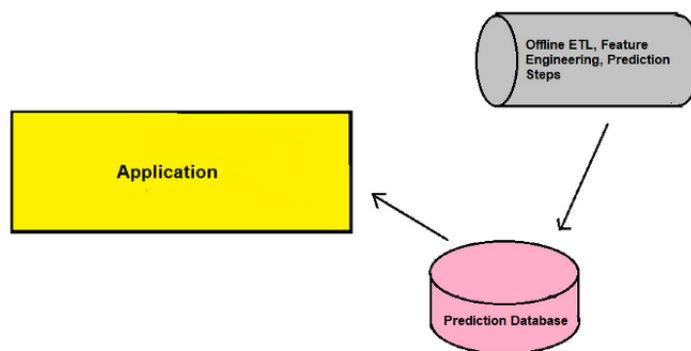 Offline ETL, Feature
Engineering, Prediction
Steps
Application
Prediction Database